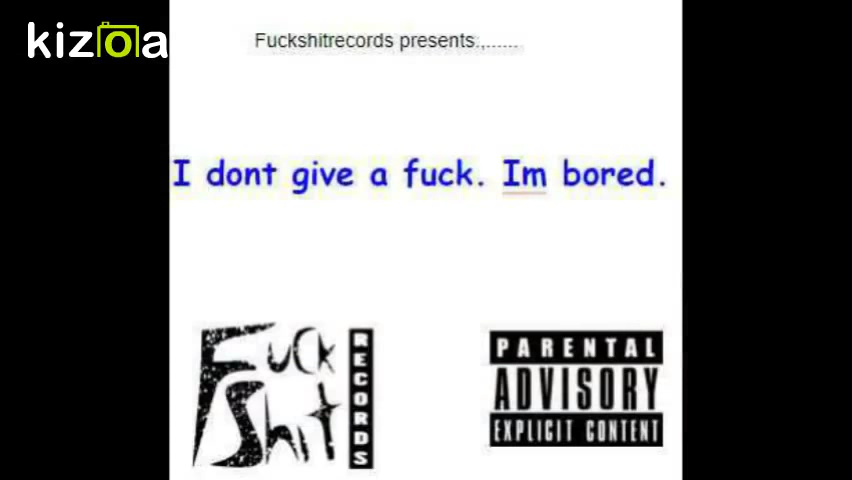 kizoa
Fuckshitrecords presents.,......
I dont give a fuck. Im bored.
Fuck
Shit
RECORDS
PARENTAL
ADVISORY
EXPLICIT CONTENT